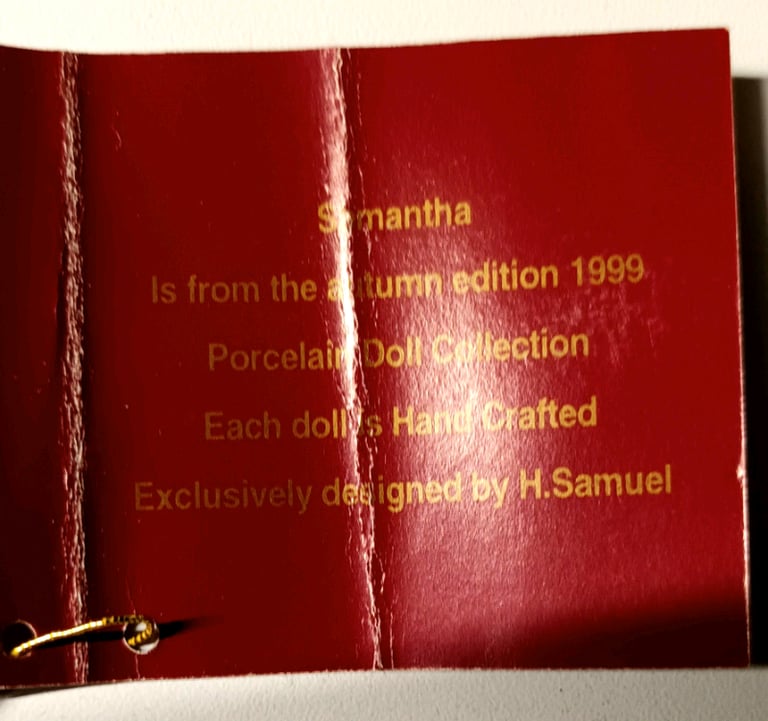 Samantha
Is from the autumn edition 1999
Porcelain Doll Collection
Each doll is Hand Crafted
Exclusively designed by H.Samuel